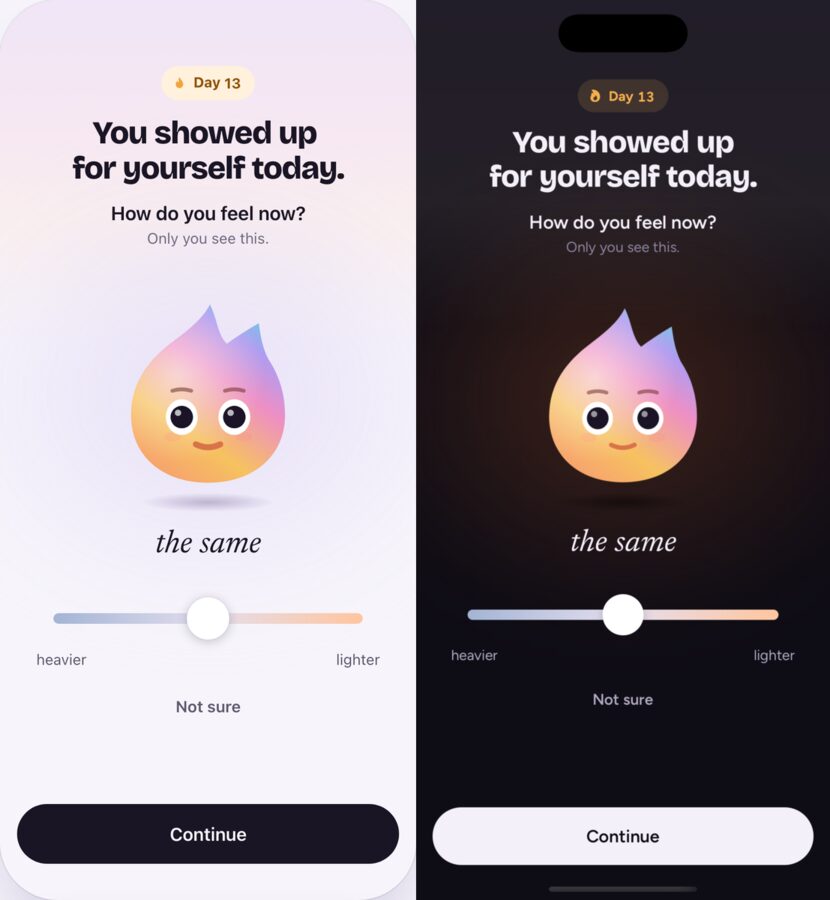 Day 13
You showed up
for yourself today.
How do you feel now?
Only you see this.
the same
heavier
lighter
Not sure
Continue
Day 13
You showed up
for yourself today.
How do you feel now?
Only you see this.
the same
heavier
lighter
Not sure
Continue